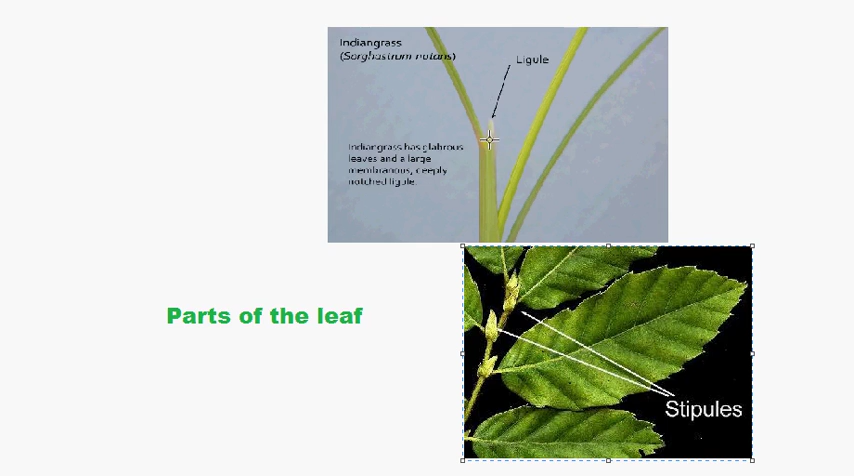 Indiangrass
(Sorghastrum nutans)
Ligule
Indiangrass has glabrous
leaves and a large
membranous, deeply
notched ligule.
Parts of the leaf
Stipules